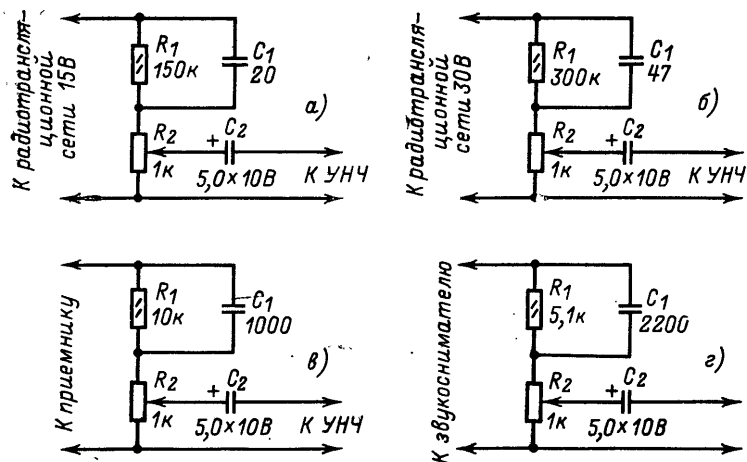 К радиотрансля-
ционной
сети 15В
R1
150к
C1
20
а)
R2
1к
+ C2
5,0×10В
К УНЧ
К радиотрансля-
ционной
сети 30В
R1
300к
C1
47
б)
R2
1к
+ C2
5,0×10В
К УНЧ
К приемнику
R1
10к
C1
1000
в)
R2
1к
+ C2
5,0×10В
К УНЧ
К звукоснимателю
R1
5,1к
C1
2200
г)
R2
1к
+ C2
5,0×10В